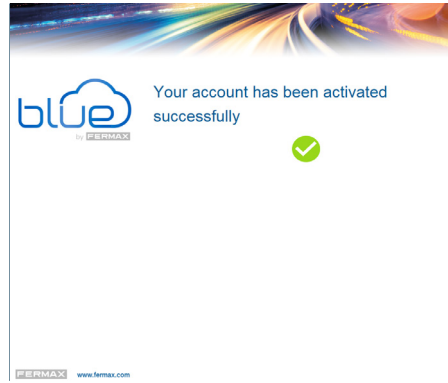 Your account has been activated
successfully
blue
by FERMAX
FERMAX www.fermax.com